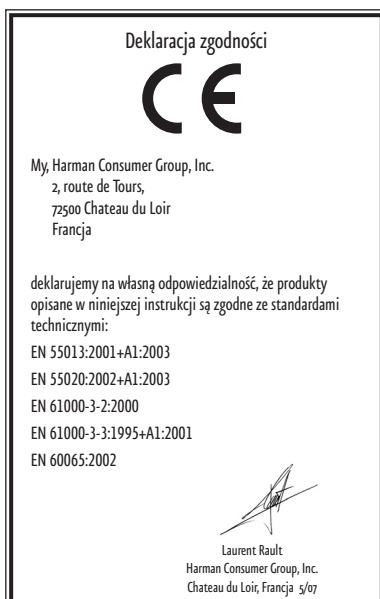 Deklaracja zgodności
CE
My, Harman Consumer Group, Inc.
2, route de Tours,
72500 Chateau du Loir
Francja
deklarujemy na własną odpowiedzialność, że produkty
opisane w niniejszej instrukcji są zgodne ze standardami
technicznymi:
EN 55013:2001+A1:2003
EN 55020:2002+A1:2003
EN 61000-3-2:2000
EN 61000-3-3:1995+A1:2001
EN 60065:2002
Laurent Rault
Harman Consumer Group, Inc.
Chateau du Loir, Francja 5/07